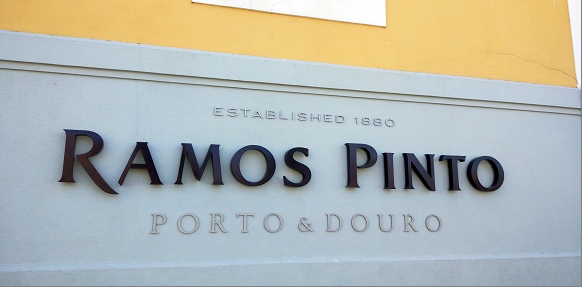 ESTABLISHED 1880
RAMOS PINTO
PORTO & DOURO